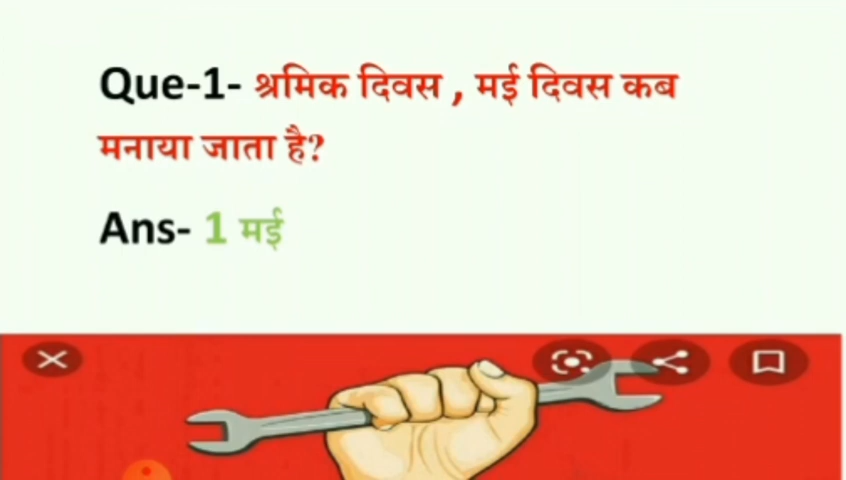 Que-1- श्रमिक दिवस , मई दिवस कब
मनाया जाता है?
Ans- 1 मई